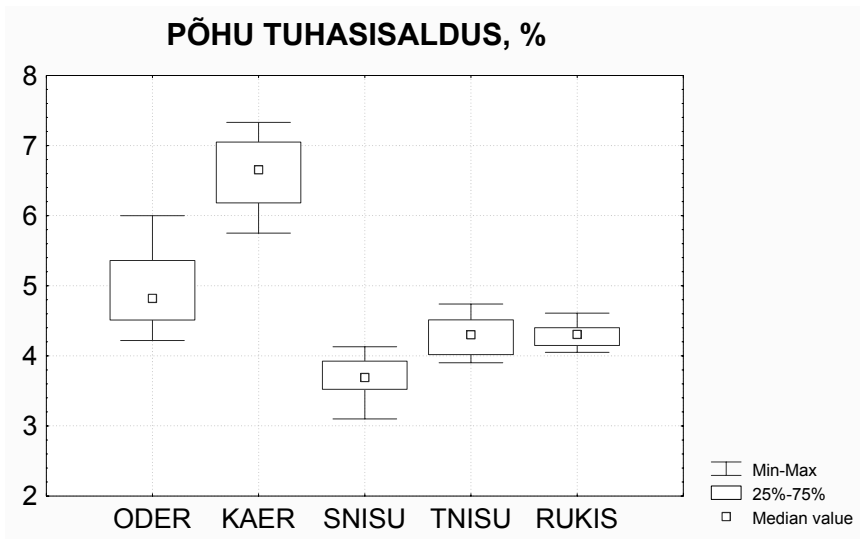 PÕHU TUHASISALDUS, %
8
7
6
5
4
3
2
ODER KAER SNISU TNISU RUKIS
Min-Max
25%-75%
Median value